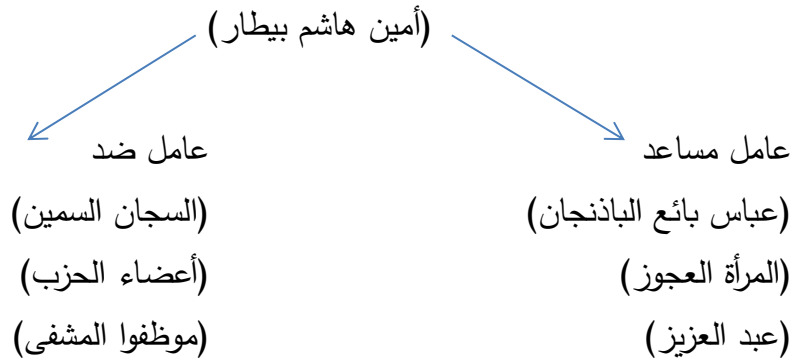 (أمين هاشم بيطار)
عامل مساعد
عامل ضد
(عباس بائع الباذنجان)
(السجان السمين)
(المرأة العجوز)
(أعضاء الحزب)
(عبد العزيز)
(موظفوا المشفى)